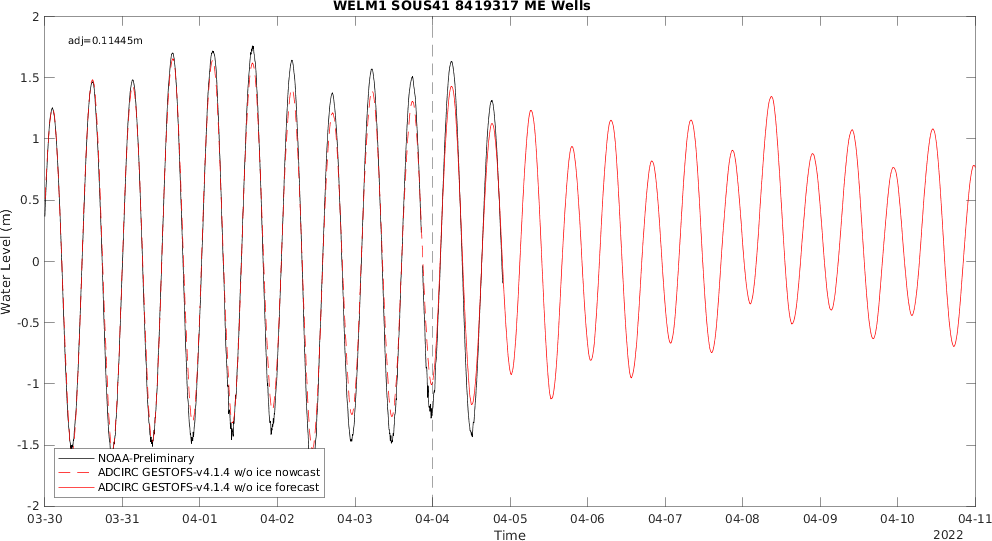 WELM1 SOUS41 8419317 ME Wells
adj=0.11445m
2
1.5
1
0.5
0
-0.5
-1
-1.5
-2
Water Level (m)
NOAA-Preliminary
ADCIRC GESTOFS-v4.1.4 w/o ice nowcast
ADCIRC GESTOFS-v4.1.4 w/o ice forecast
03-30 03-31 04-01 04-02 04-03 04-04 04-05 04-06 04-07 04-08 04-09 04-10 04-11
Time
2022